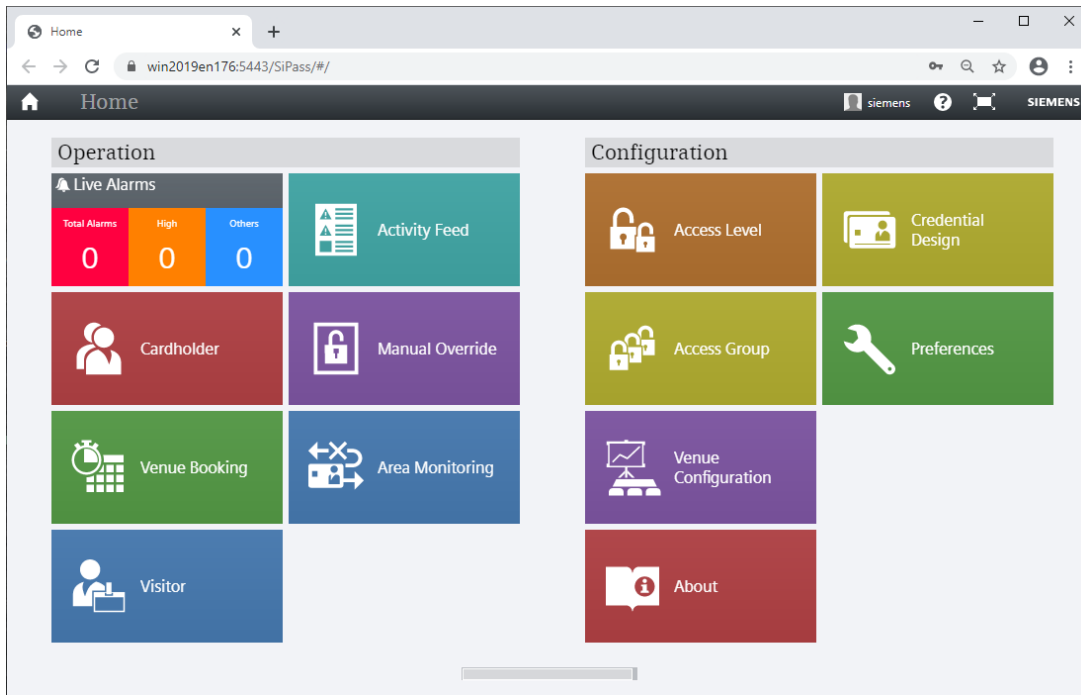 Home
win2019en176:5443/SiPass/#/
Home
siemens
SIEMENS
Operation
Live Alarms
Total Alarms
High
Others
0
0
0
Activity Feed
Cardholder
Manual Override
Venue Booking
Area Monitoring
Visitor
Configuration
Access Level
Credential
Design
Access Group
Preferences
Venue
Configuration
About